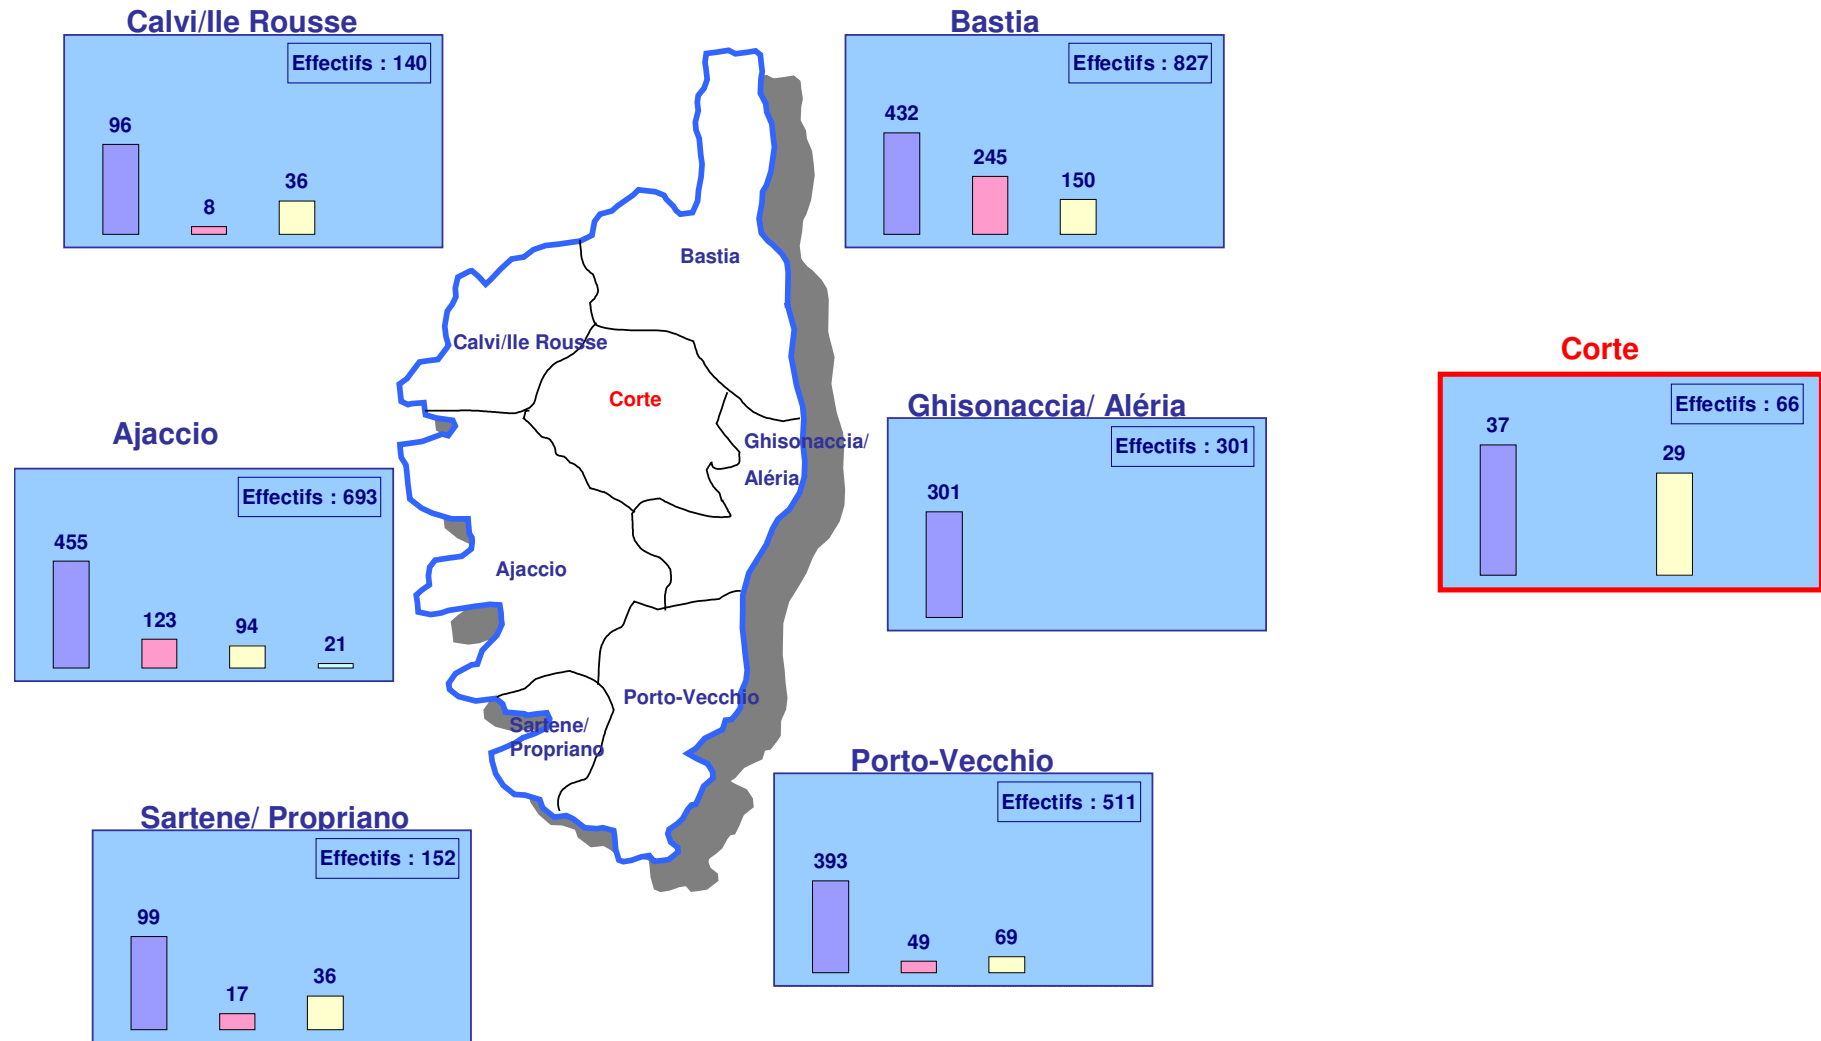 Calvi/Ile Rousse
Effectifs : 140
96
8
36
Bastia
Effectifs : 827
432
245
150
Bastia
Calvi/Ile Rousse
Corte
Ghisonaccia/
Aléria
Ajaccio
Porto-Vecchio
Sartene/
Propriano
Corte
Effectifs : 66
37
29
Ghisonaccia/ Aléria
Effectifs : 301
301
Ajaccio
Effectifs : 693
455
123
94
21
Porto-Vecchio
Effectifs : 511
393
49
69
Sartene/ Propriano
Effectifs : 152
99
17
36